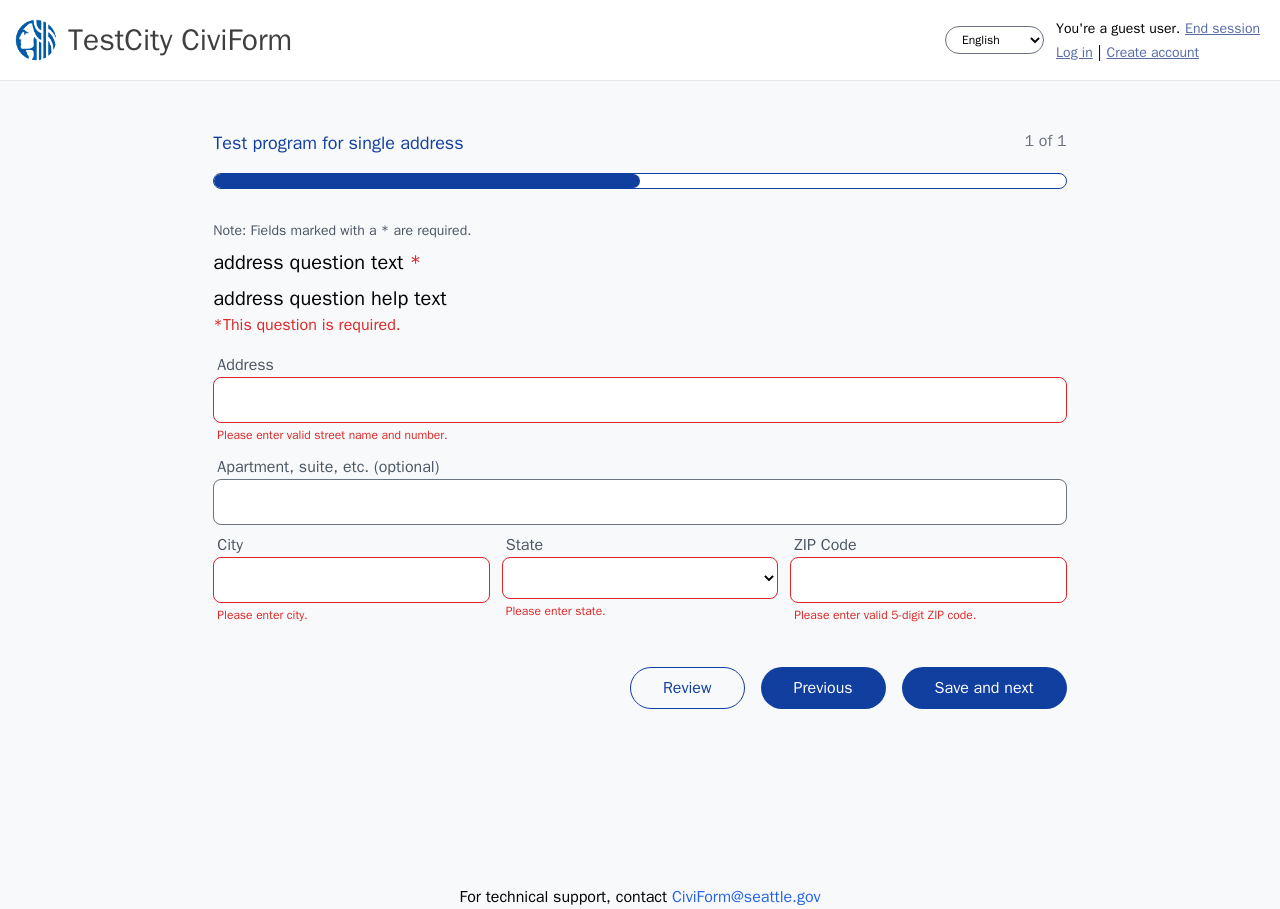 TestCity CiviForm
English
You're a guest user. End session
Log in | Create account
Test program for single address
1 of 1
Note: Fields marked with a * are required.
address question text *
address question help text
*This question is required.
Address
Please enter valid street name and number.
Apartment, suite, etc. (optional)
City State ZIP Code
Please enter city. Please enter state. Please enter valid 5-digit ZIP code.
Review Previous Save and next
For technical support, contact CiviForm@seattle.gov